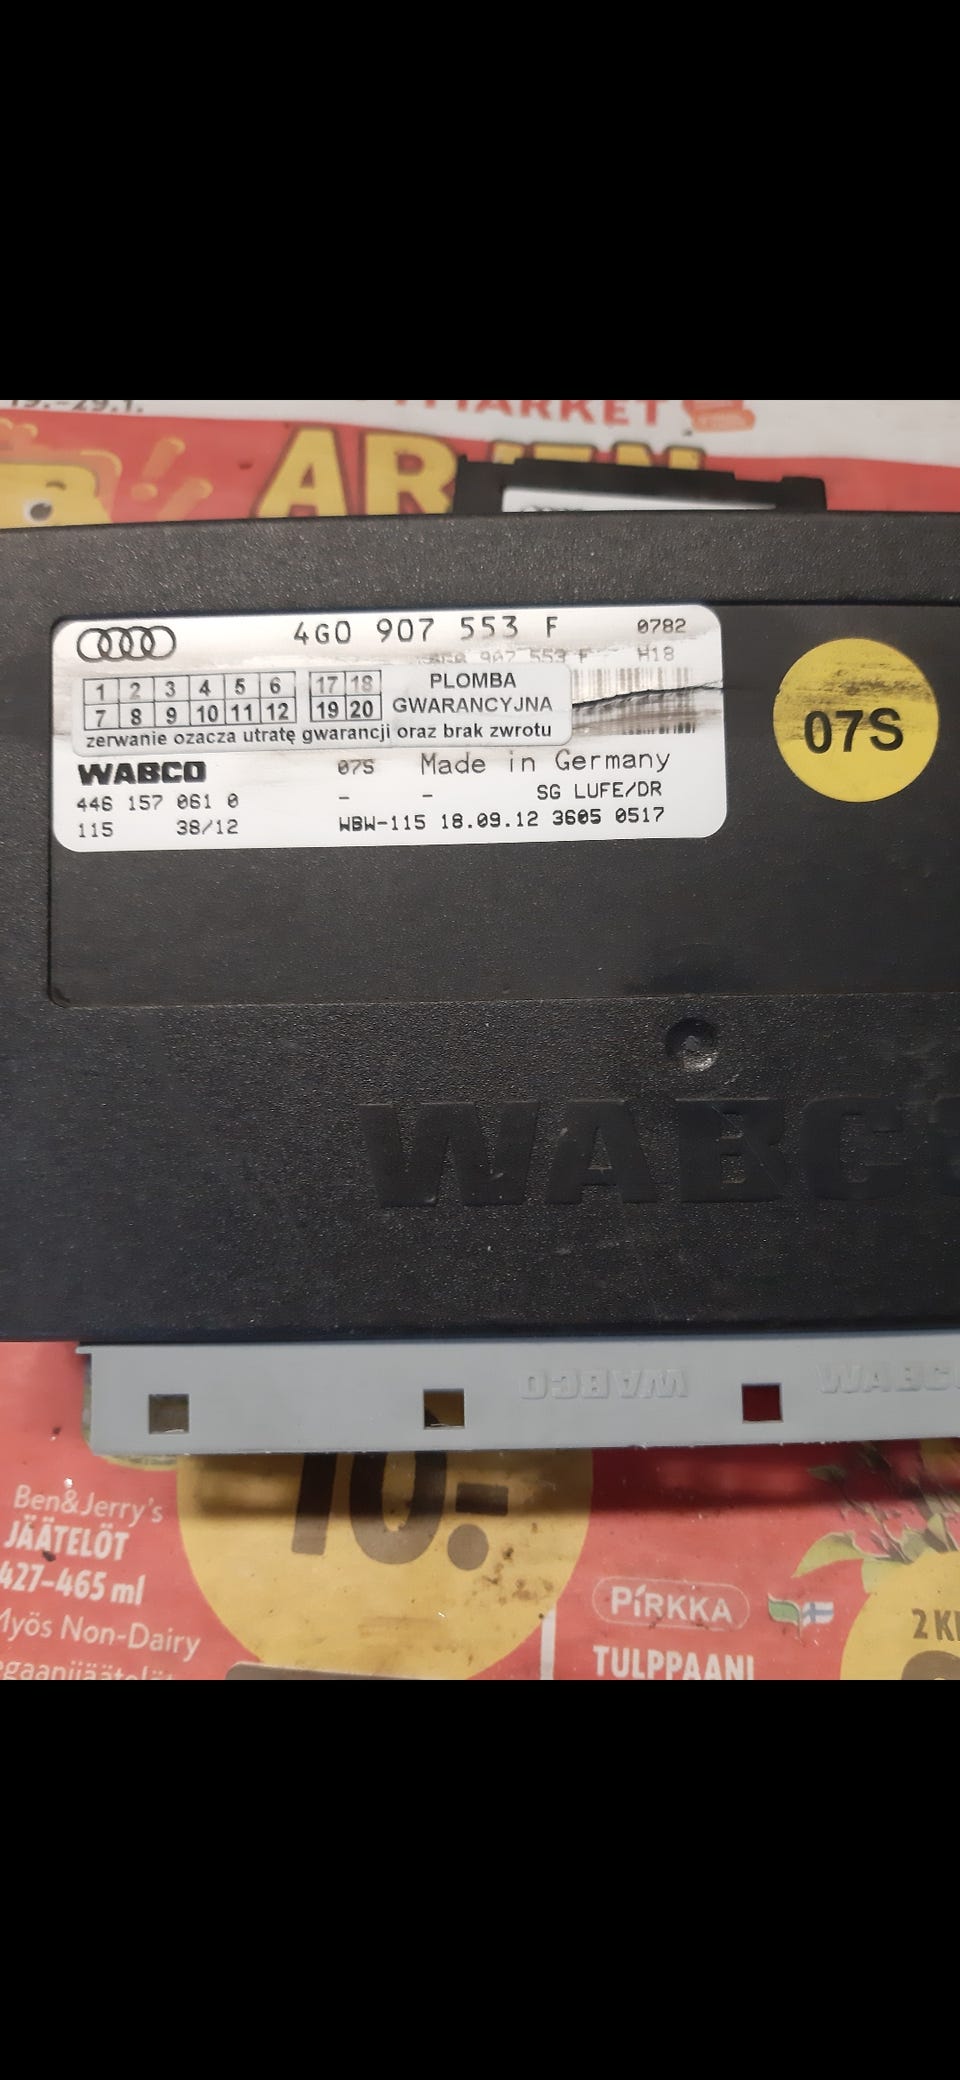 ARJEN
4G0 907 553 F 0782
907 553 F H18
1 2 3 4 5 6 17 18 PLOMBA
7 8 9 10 11 12 19 20 GWARANCYJNA
zerwanie ozacza utratę gwarancji oraz brak zwrotu
WABCO 07S Made in Germany
446 157 061 0 - - SG LUFE/DR
115 38/12 WBW-115 18.09.12 3605 0517
07S
WABCO
WABCO WABCO
Ben&Jerry's
JÄÄTELÖT
427-465 ml
Myös Non-Dairy
10.-
PIRKKA
TULPPAANI